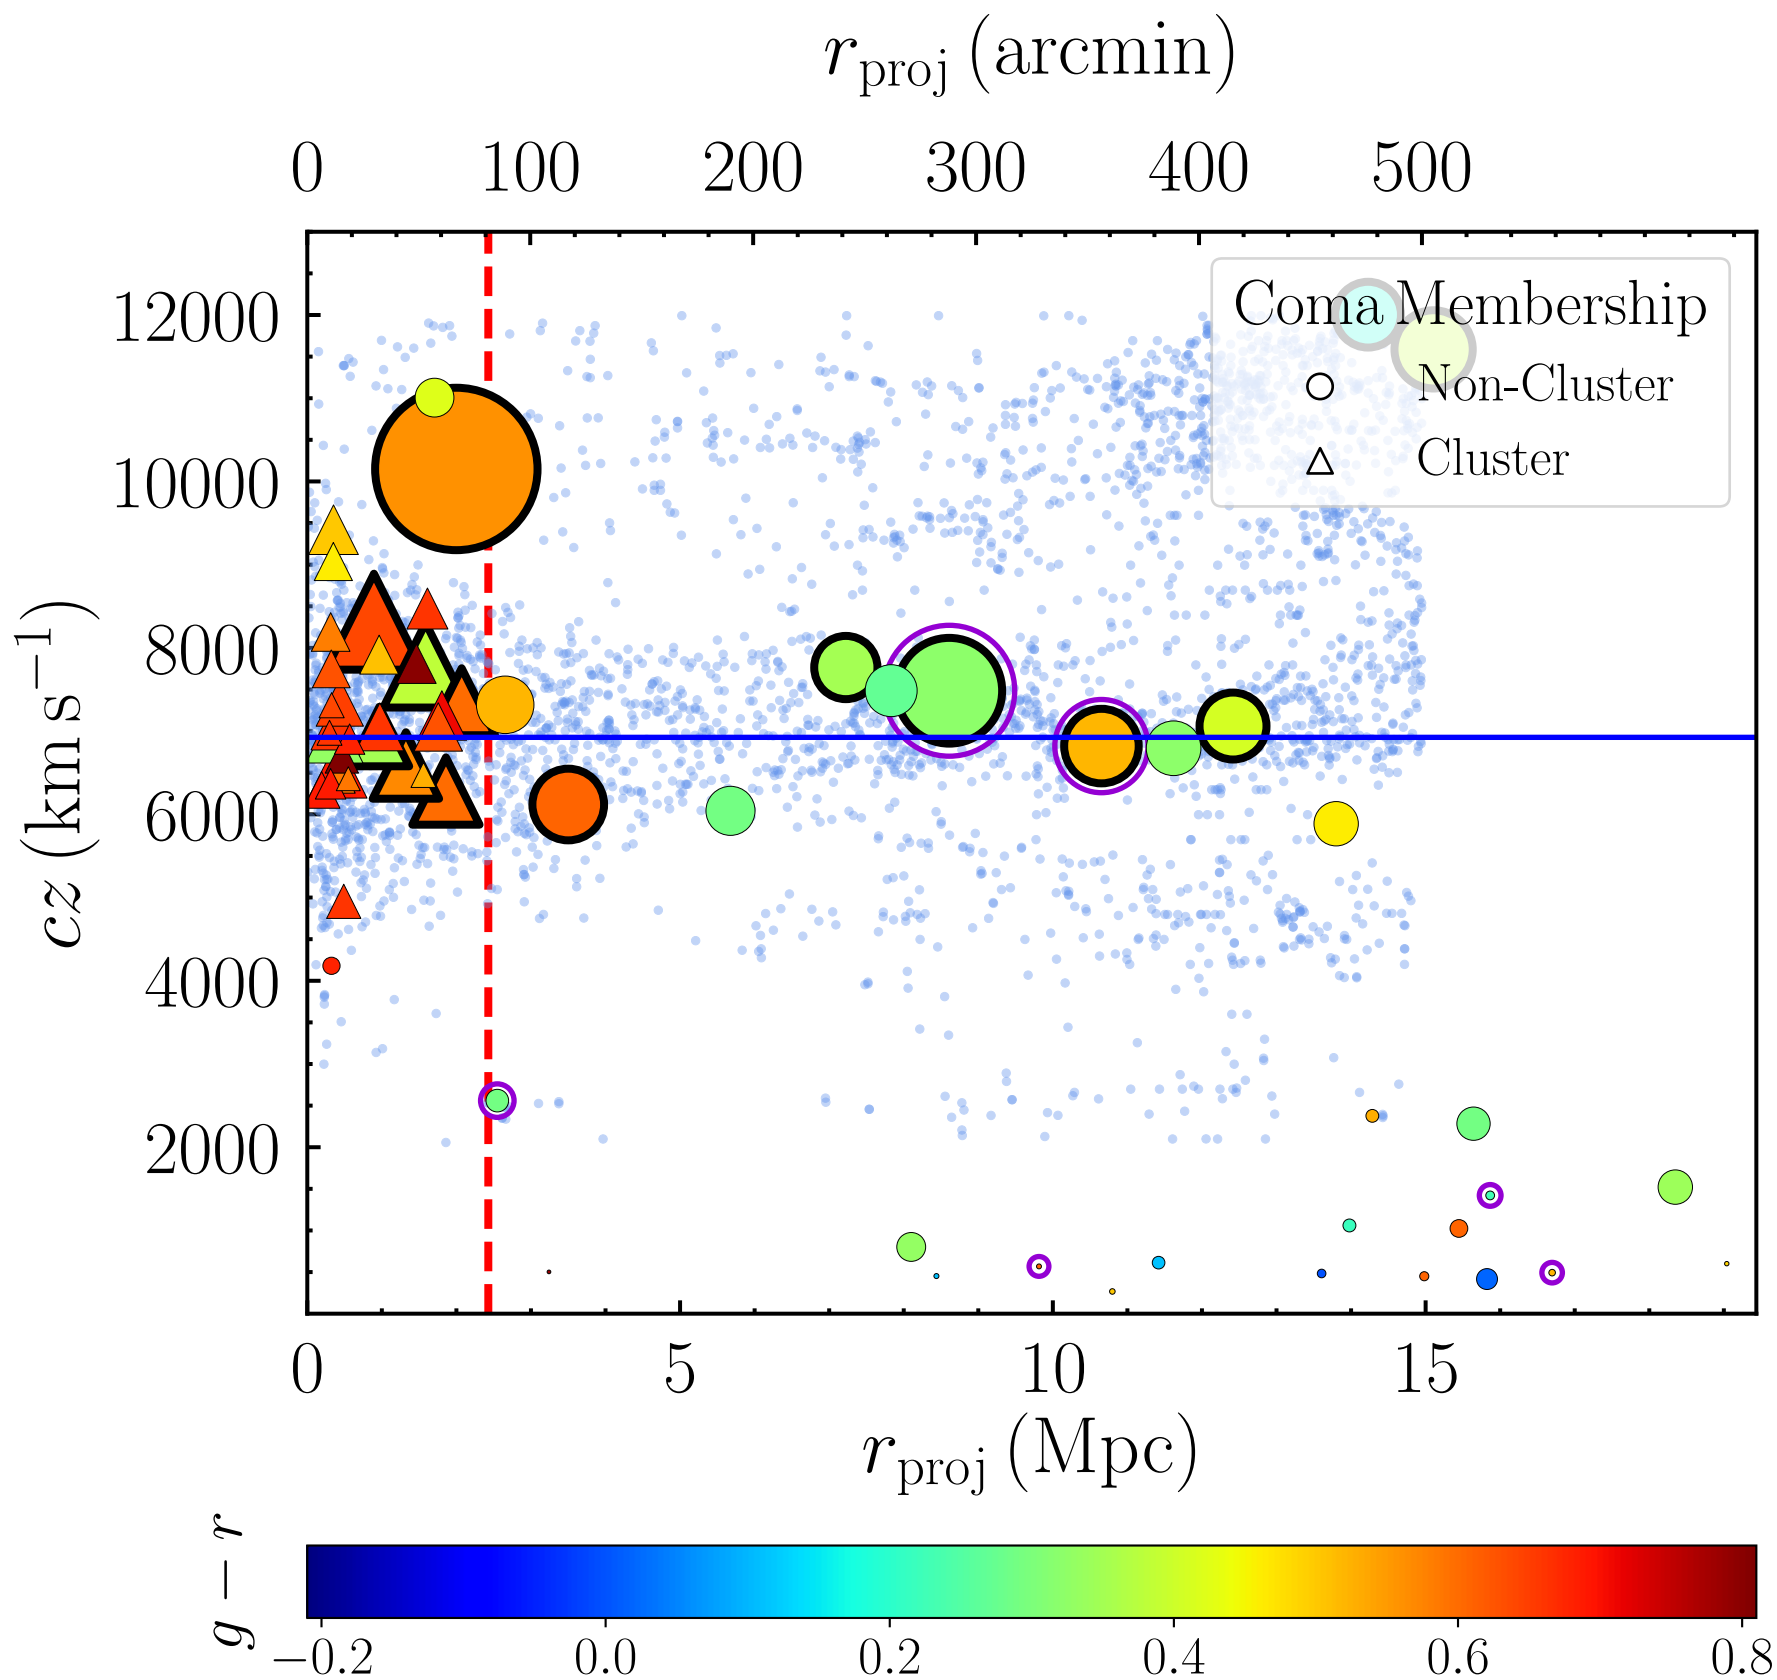 r_proj (arcmin)
0 100 200 300 400 500
12000
10000
8000
6000
4000
2000
cz (km s⁻¹)
Coma Membership
Non-Cluster
Cluster
0 5 10 15
r_proj (Mpc)
g − r
−0.2 0.0 0.2 0.4 0.6 0.8